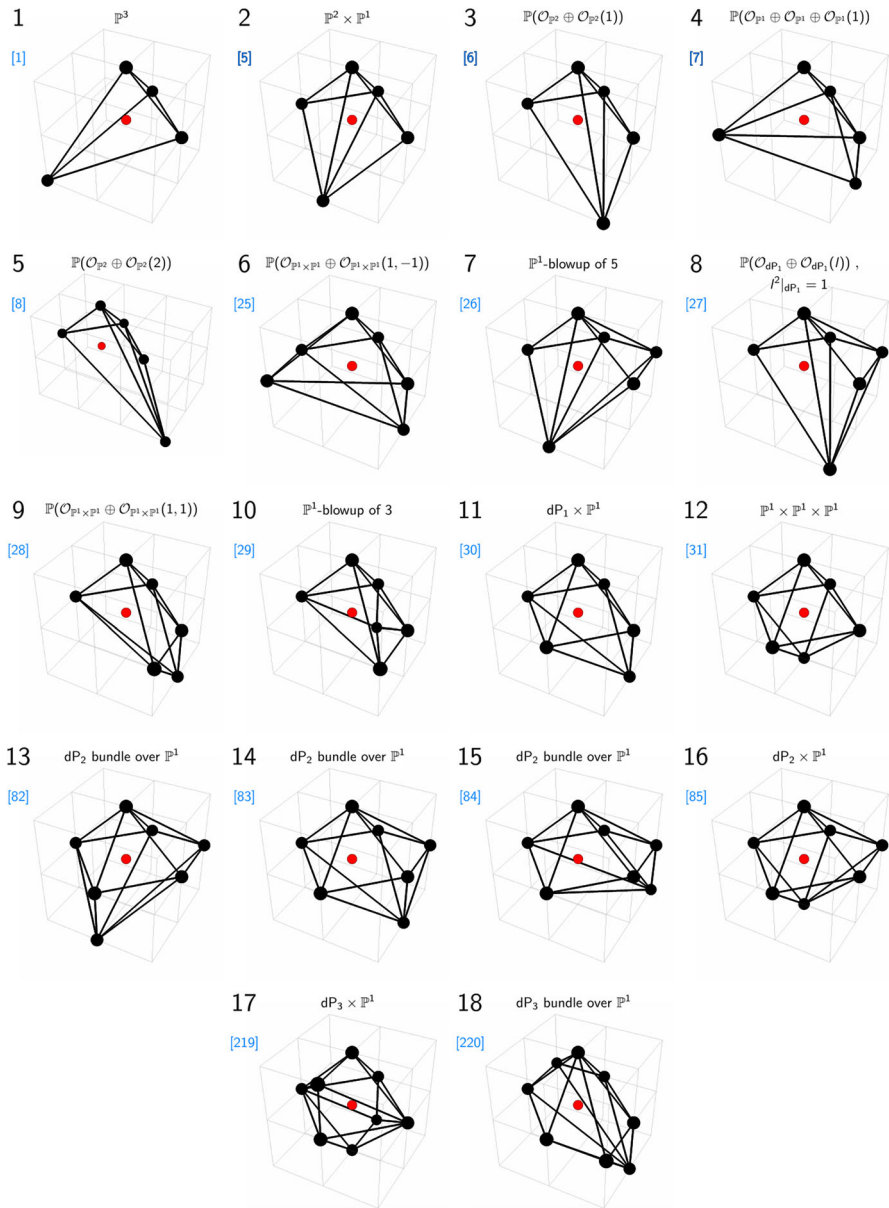 1 ℙ³
[1]
2 ℙ² × ℙ¹
[5]
3 ℙ(𝒪_ℙ² ⊕ 𝒪_ℙ²(1))
[6]
4 ℙ(𝒪_ℙ¹ ⊕ 𝒪_ℙ¹ ⊕ 𝒪_ℙ¹(1))
[7]
5 ℙ(𝒪_ℙ² ⊕ 𝒪_ℙ²(2))
[8]
6 ℙ(𝒪_ℙ¹×ℙ¹ ⊕ 𝒪_ℙ¹×ℙ¹(1, −1))
[25]
7 ℙ¹-blowup of 5
[26]
8 ℙ(𝒪_dP₁ ⊕ 𝒪_dP₁(l)) ,
l²|_dP₁ = 1
[27]
9 ℙ(𝒪_ℙ¹×ℙ¹ ⊕ 𝒪_ℙ¹×ℙ¹(1, 1))
[28]
10 ℙ¹-blowup of 3
[29]
11 dP₁ × ℙ¹
[30]
12 ℙ¹ × ℙ¹ × ℙ¹
[31]
13 dP₂ bundle over ℙ¹
[82]
14 dP₂ bundle over ℙ¹
[83]
15 dP₂ bundle over ℙ¹
[84]
16 dP₂ × ℙ¹
[85]
17 dP₃ × ℙ¹
[219]
18 dP₃ bundle over ℙ¹
[220]